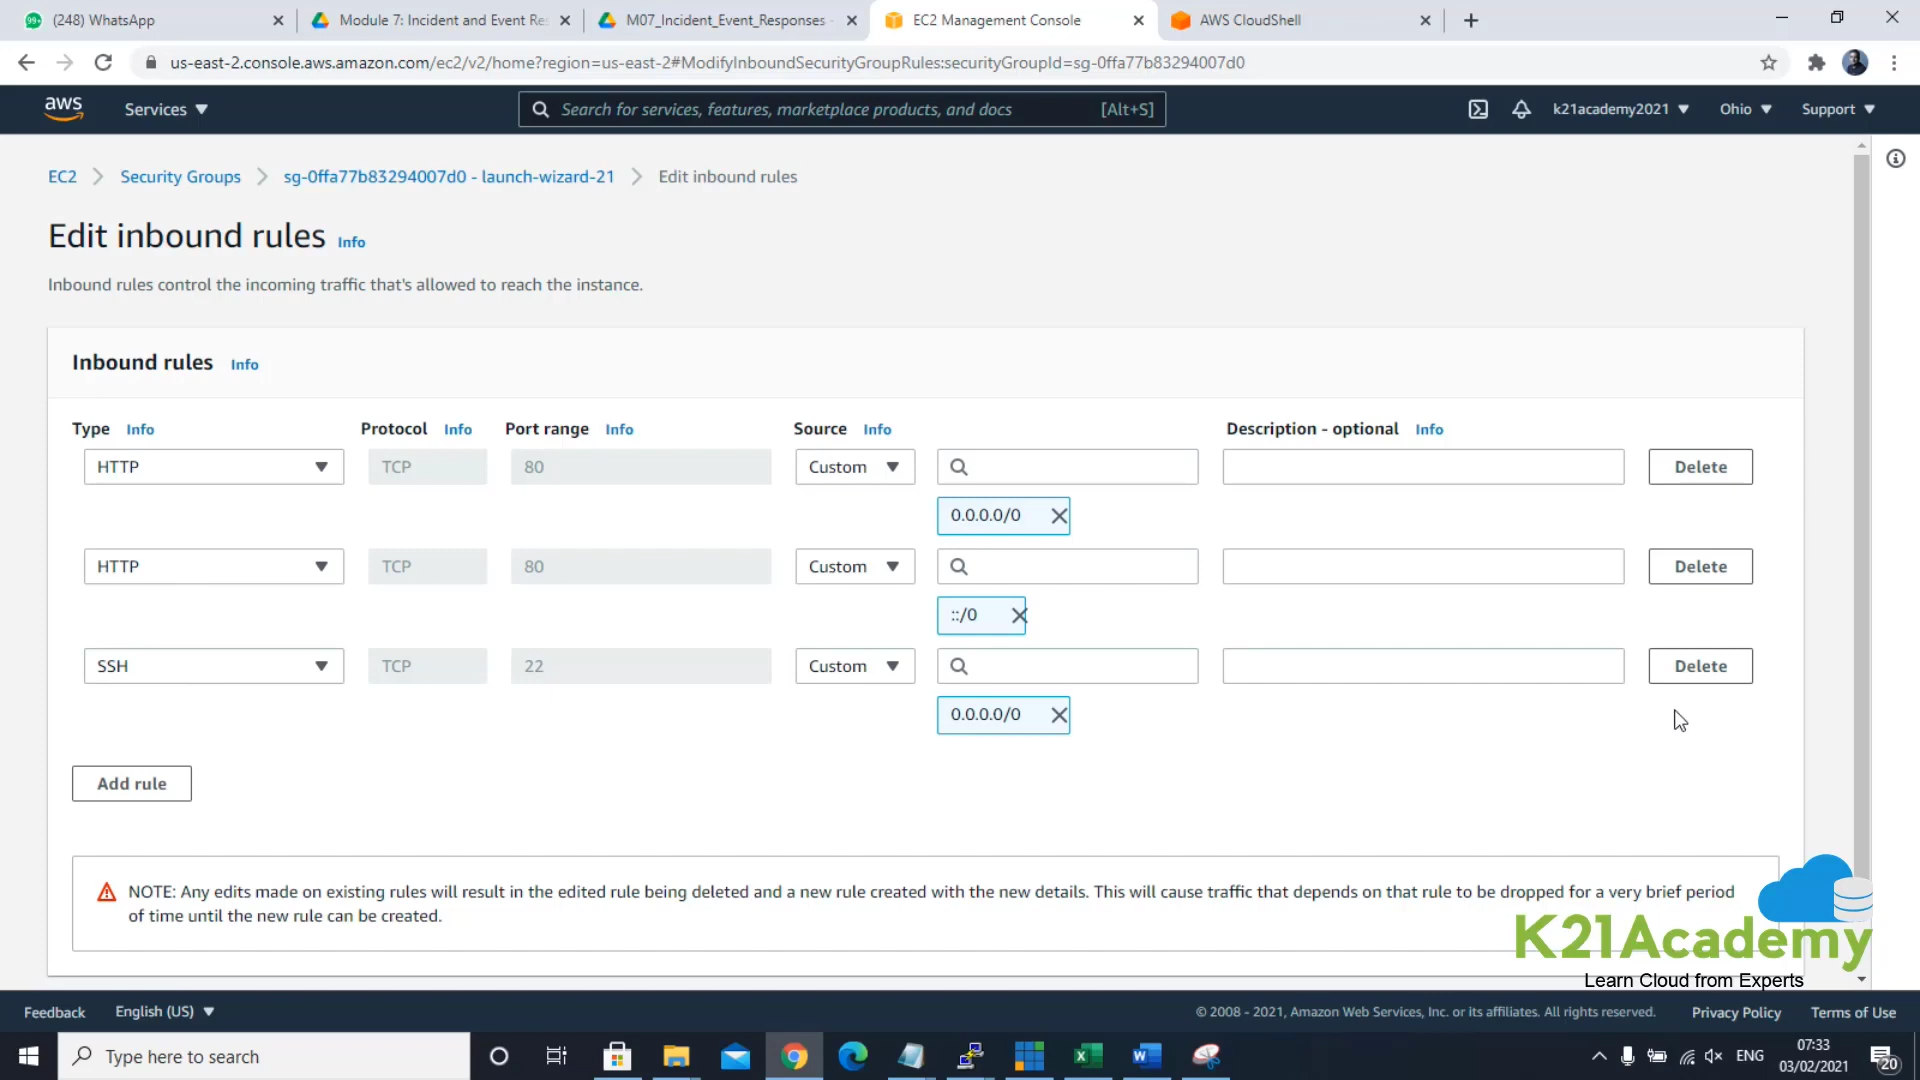 (248) WhatsApp
Module 7: Incident and Event Res
M07_Incident_Event_Responses -
EC2 Management Console
AWS CloudShell
us-east-2.console.aws.amazon.com/ec2/v2/home?region=us-east-2#ModifyInboundSecurityGroupRules:securityGroupId=sg-0ffa77b83294007d0
aws
Services
Search for services, features, marketplace products, and docs
[Alt+S]
k21academy2021
Ohio
Support
EC2
Security Groups
sg-0ffa77b83294007d0 - launch-wizard-21
Edit inbound rules
Edit inbound rules Info
Inbound rules control the incoming traffic that's allowed to reach the instance.
Inbound rules Info
Type Info Protocol Info Port range Info Source Info Description - optional Info
HTTP TCP 80 Custom Delete
0.0.0.0/0
HTTP TCP 80 Custom Delete
::/0
SSH TCP 22 Custom Delete
0.0.0.0/0
Add rule
NOTE: Any edits made on existing rules will result in the edited rule being deleted and a new rule created with the new details. This will cause traffic that depends on that rule to be dropped for a very brief period
of time until the new rule can be created.
K21Academy
Learn Cloud from Experts
Feedback
English (US)
© 2008 - 2021, Amazon Web Services, Inc. or its affiliates. All rights reserved.
Privacy Policy
Terms of Use
Type here to search
ENG
07:33
03/02/2021
20